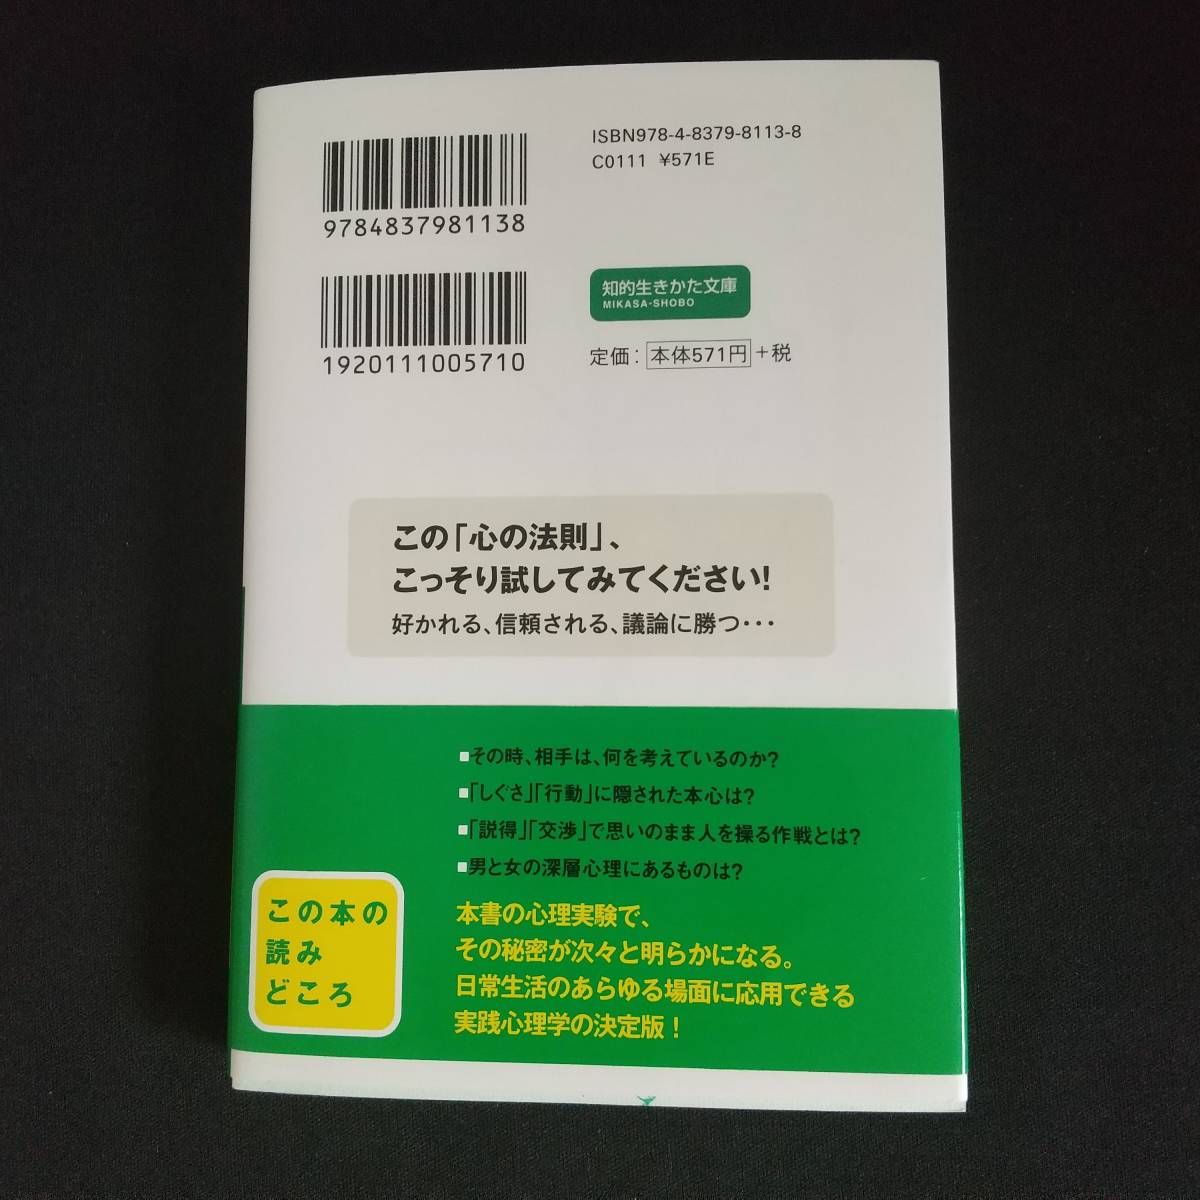 ISBN978-4-8379-8113-8
C0111 ¥571E
9784837981138
知的生きかた文庫
MIKASA-SHOBO
1920111005710
定価：本体571円+税
この「心の法則」、
こっそり試してみてください!
好かれる、信頼される、議論に勝つ・・・
■その時、相手は、何を考えているのか?
■「しぐさ」「行動」に隠された本心は?
■「説得」「交渉」で思いのまま人を操る作戦とは?
■男と女の深層心理にあるものは?
この本の
読み
どころ
本書の心理実験で、
その秘密が次々と明らかになる。
日常生活のあらゆる場面に応用できる
実践心理学の決定版！